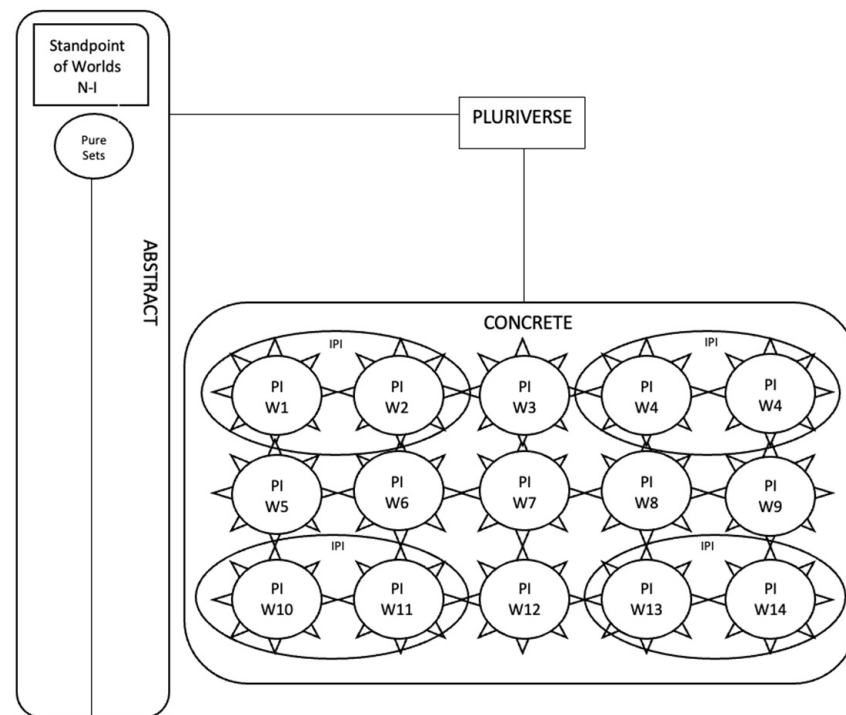 Standpoint
of Worlds
N-I
Pure
Sets
ABSTRACT
PLURIVERSE
CONCRETE
IPI
IPI
PI
W1
PI
W2
PI
W3
PI
W4
PI
W4
PI
W5
PI
W6
PI
W7
PI
W8
PI
W9
IPI
IPI
PI
W10
PI
W11
PI
W12
PI
W13
PI
W14